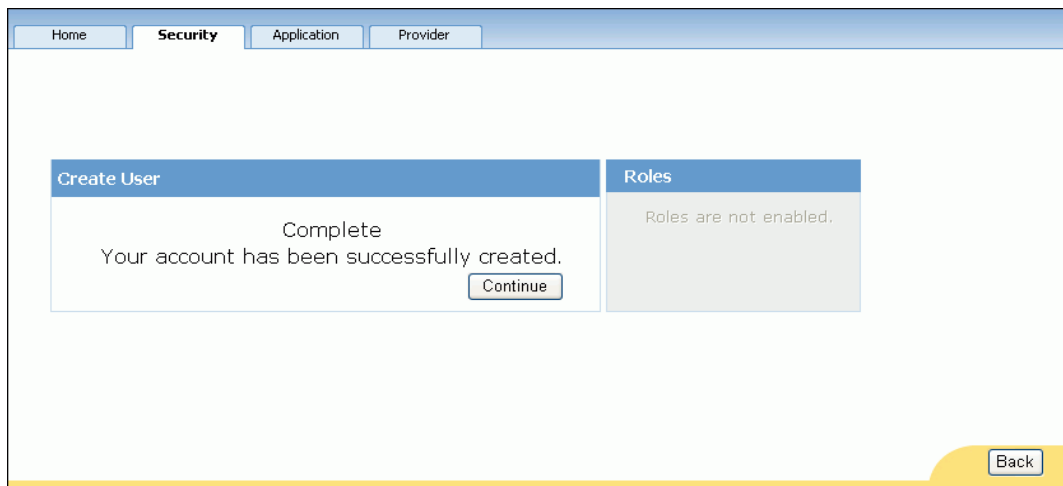 Home Security Application Provider
Create User
Complete
Your account has been successfully created.
Continue
Roles
Roles are not enabled.
Back